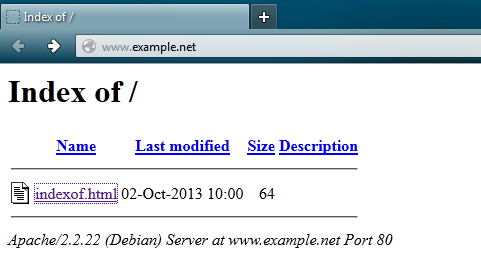 Index of /
www.example.net
Index of /
Name Last modified Size Description
indexof.html 02-Oct-2013 10:00 64
Apache/2.2.22 (Debian) Server at www.example.net Port 80